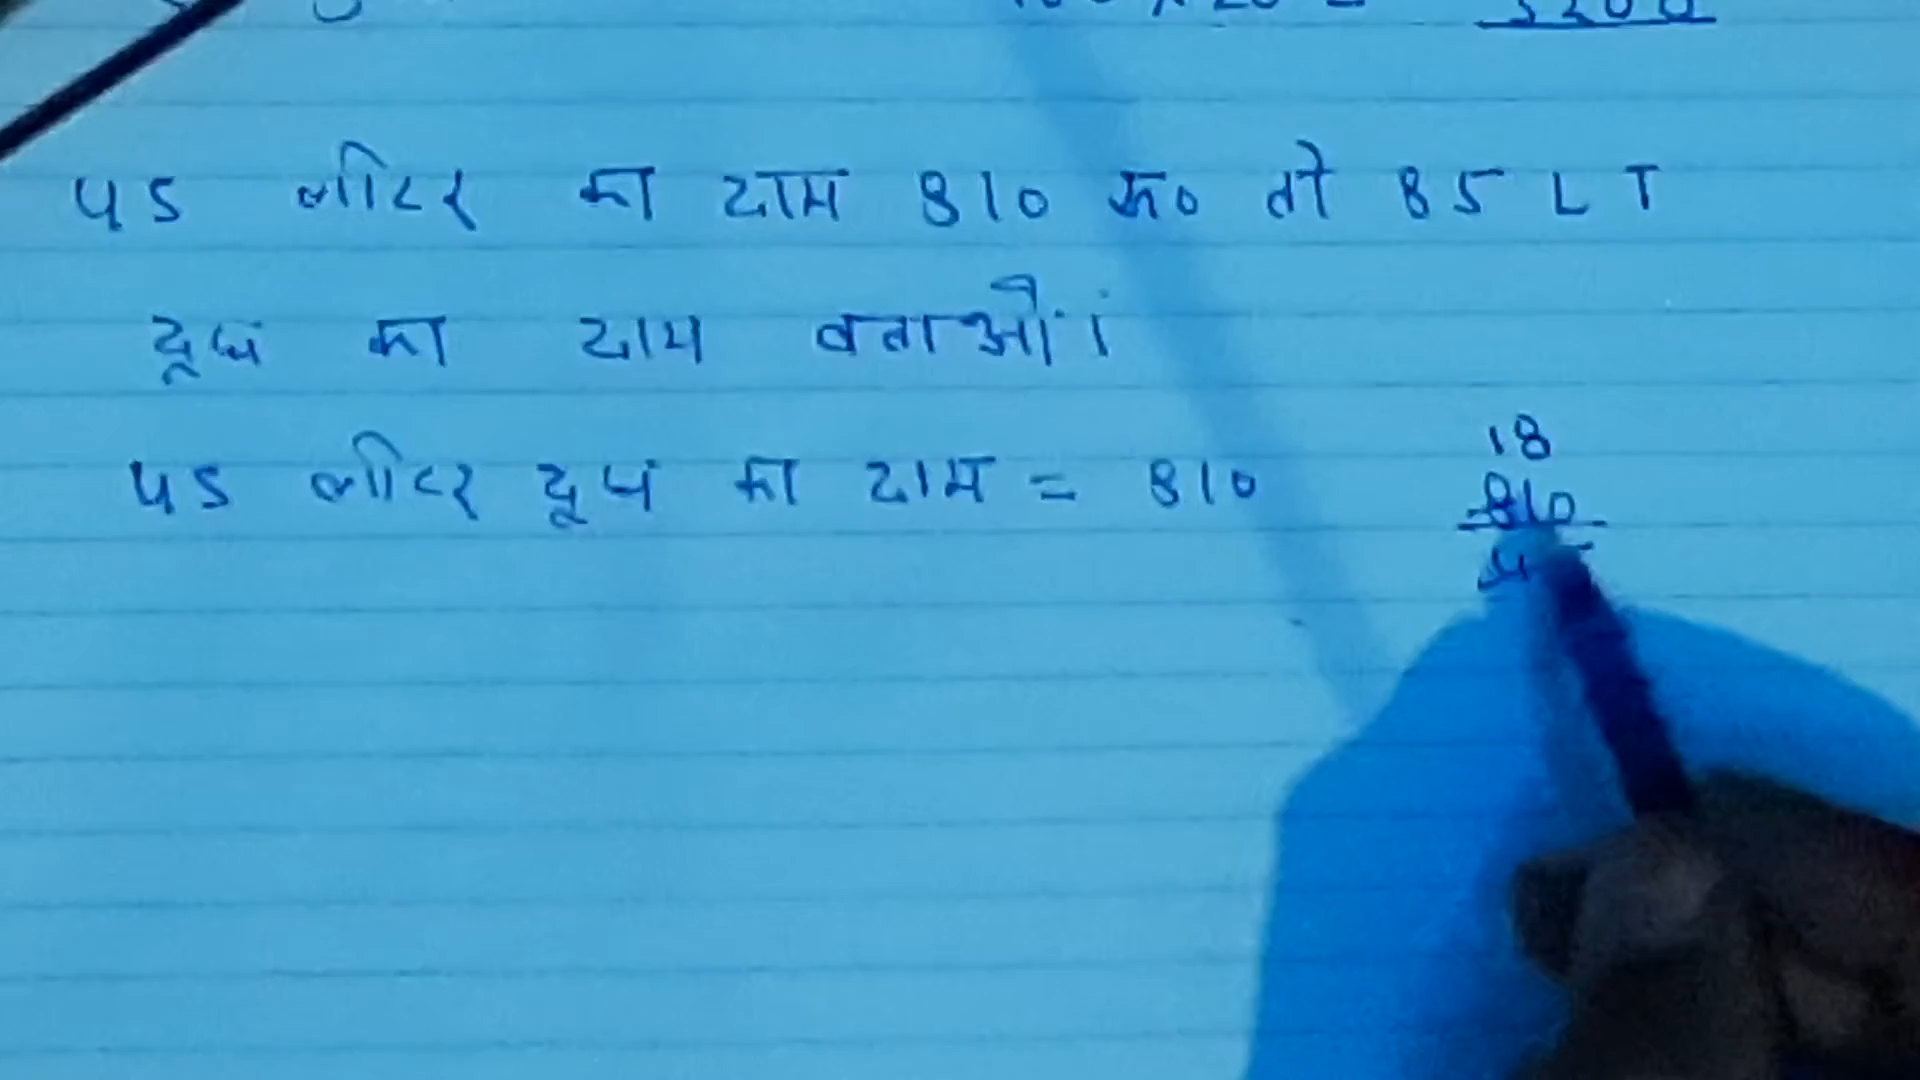 45 लीटर का दाम 810 रू० तो 85 LT
दूध का दाम बताओं।
45 लीटर दूध का दाम = 810
18
810